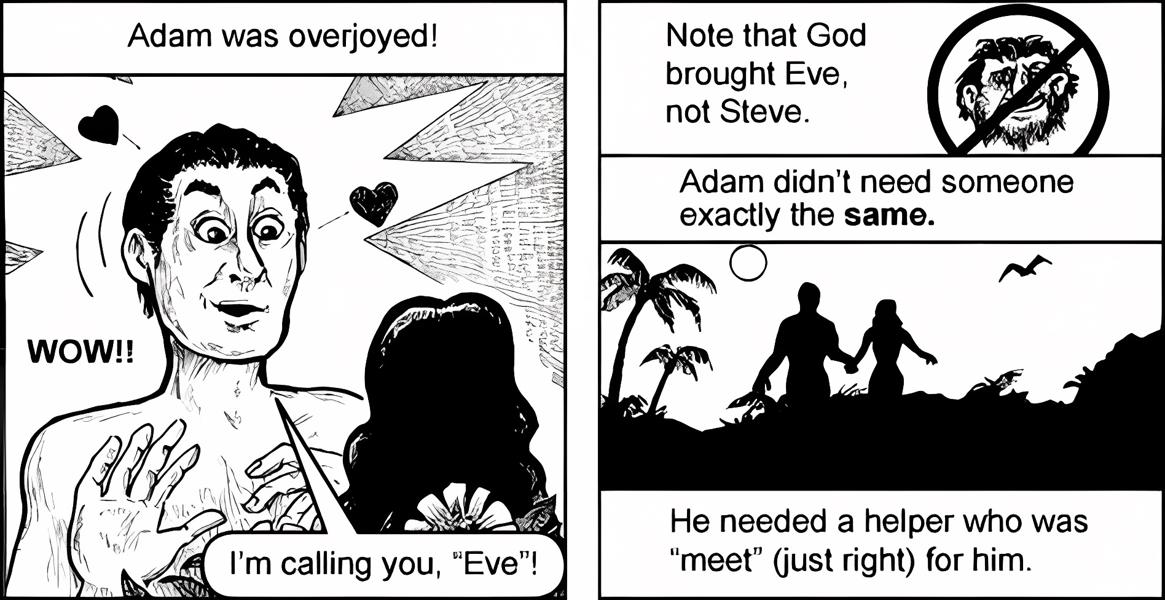 Adam was overjoyed!
WOW!!
I'm calling you, "Eve"!
Note that God
brought Eve,
not Steve.
Adam didn't need someone
exactly the same.
He needed a helper who was
"meet" (just right) for him.